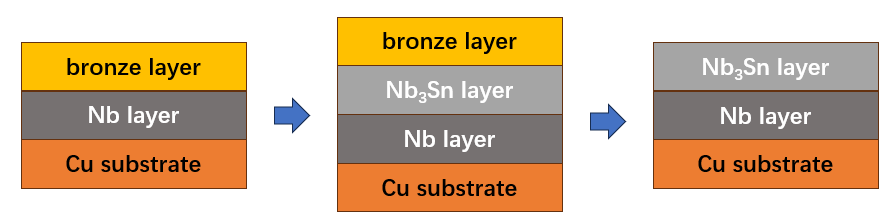 bronze layer
Nb layer
Cu substrate
bronze layer
Nb₃Sn layer
Nb layer
Cu substrate
Nb₃Sn layer
Nb layer
Cu substrate